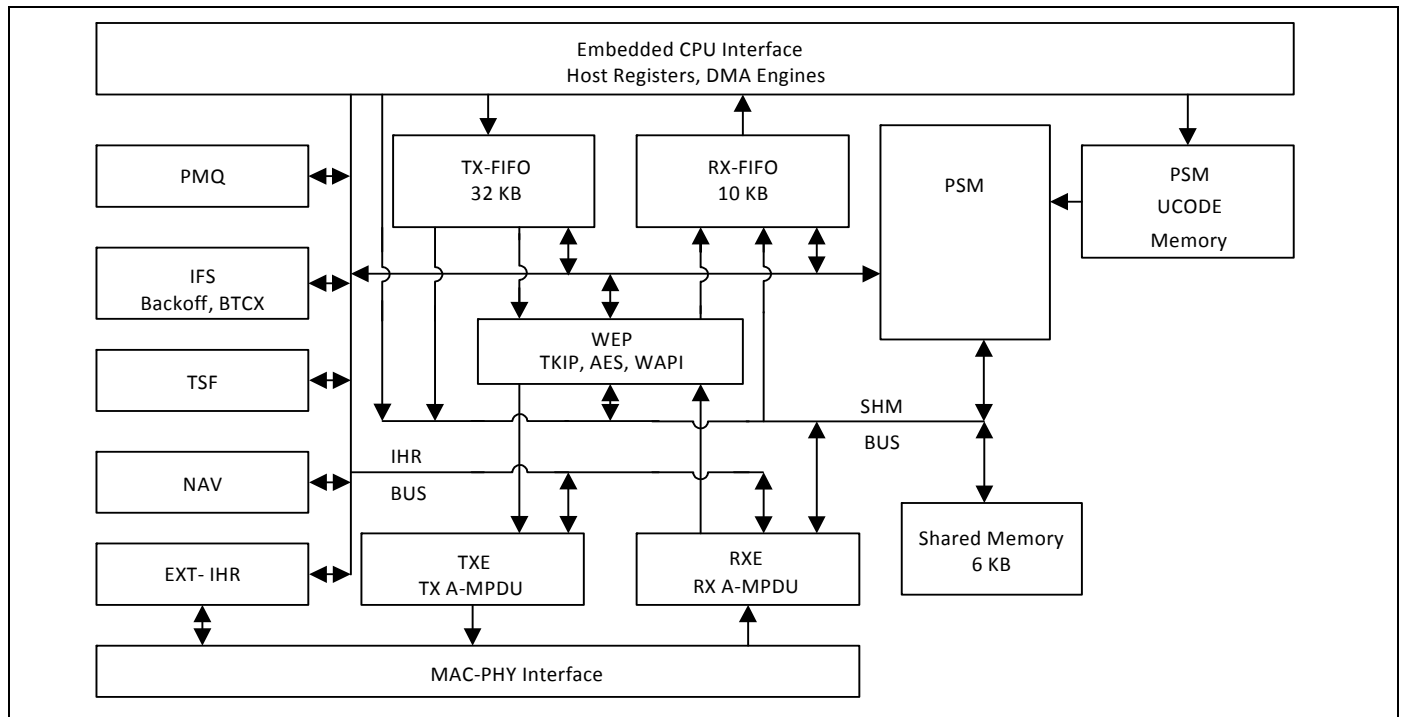 Embedded CPU Interface
Host Registers, DMA Engines
PMQ
TX-FIFO
32 KB
RX-FIFO
10 KB
PSM
PSM
UCODE
Memory
IFS
Backoff, BTCX
WEP
TKIP, AES, WAPI
TSF
SHM
BUS
NAV
IHR
BUS
Shared Memory
6 KB
EXT- IHR
TXE
TX A-MPDU
RXE
RX A-MPDU
MAC-PHY Interface